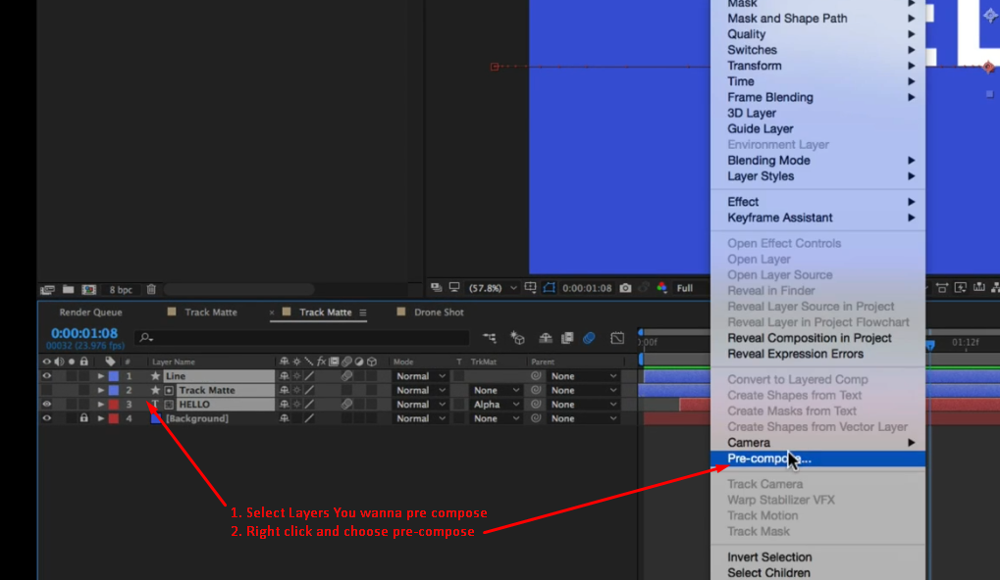 Mask
Mask and Shape Path
Quality
Switches
Transform
Time
Frame Blending
3D Layer
Guide Layer
Environment Layer
Blending Mode
Layer Styles
Effect
Keyframe Assistant
Open Effect Controls
Open Layer
Open Layer Source
Reveal in Finder
Reveal Layer Source in Project
Reveal Layer in Project Flowchart
Reveal Composition in Project
Reveal Expression Errors
Convert to Layered Comp
Create Shapes from Text
Create Masks from Text
Create Shapes from Vector Layer
Camera
Pre-compose...
Track Camera
Warp Stabilizer VFX
Track Motion
Track Mask
Invert Selection
Select Children
EL
8 bpc
(57.8%) 0:00:01:08 Full
Render Queue Track Matte × Track Matte Drone Shot
0:00:01:08
00032 (23.976 fps)
:00f 01:12f
# Layer Name fx Mode T TrkMat Parent
1 Line Normal None
2 Track Matte Normal None None
3 T HELLO Normal Alpha None
4 [Background] Normal None None
1. Select Layers You wanna pre compose
2. Right click and choose pre-compose